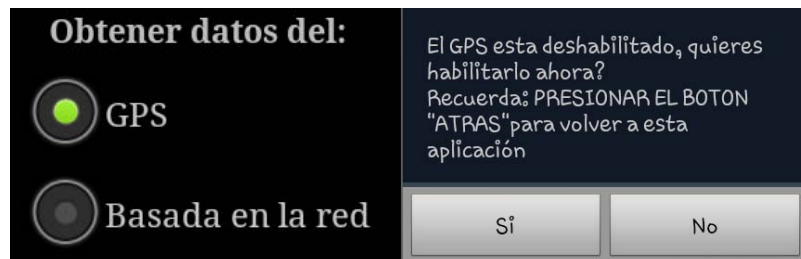 Obtener datos del:
GPS
Basada en la red
El GPS esta deshabilitado, quieres
habilitarlo ahora?
Recuerda: PRESIONAR EL BOTON
"ATRAS"para volver a esta
aplicación
Si
No